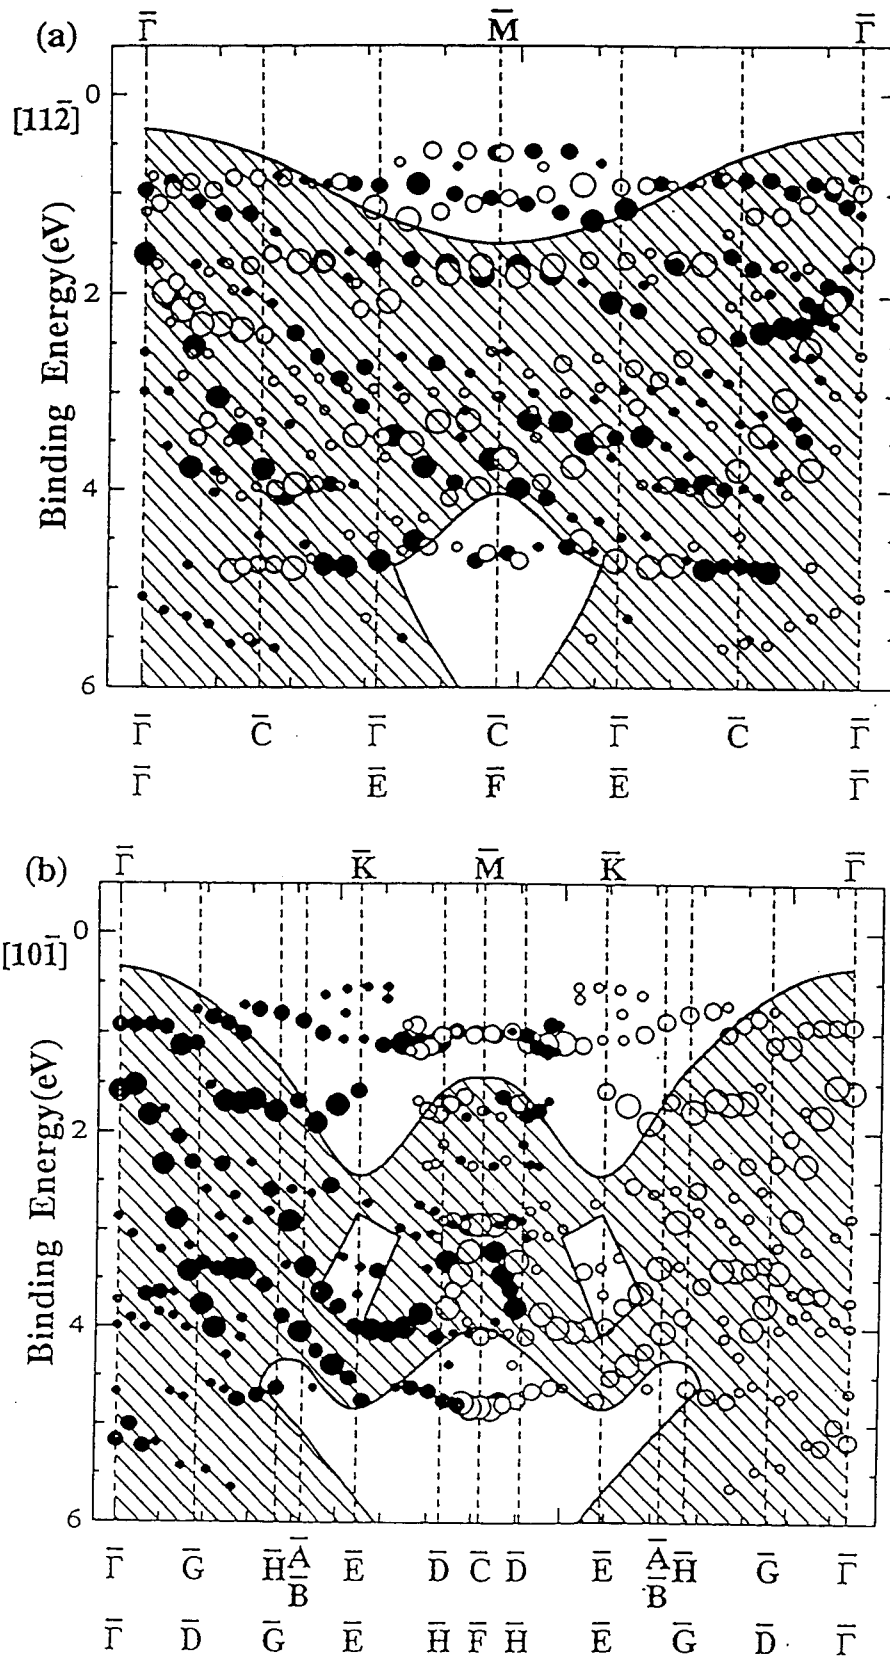 (a) Γ̅ M̅ Γ̅
0
[112̅]
2
4
6
Binding Energy(eV)
Γ̅ C̅ Γ̅ C̅ Γ̅ C̅ Γ̅
Γ̅ E̅ F̅ E̅ Γ̅
(b) Γ̅ K̅ M̅ K̅ Γ̅
0
[101̅]
2
4
6
Binding Energy(eV)
Γ̅ G̅ H̅ A̅ E̅ D̅ C̅ D̅ E̅ A̅ H̅ G̅ Γ̅
B̅ B̅
Γ̅ D̅ G̅ E̅ H̅ F̅ H̅ E̅ G̅ D̅ Γ̅